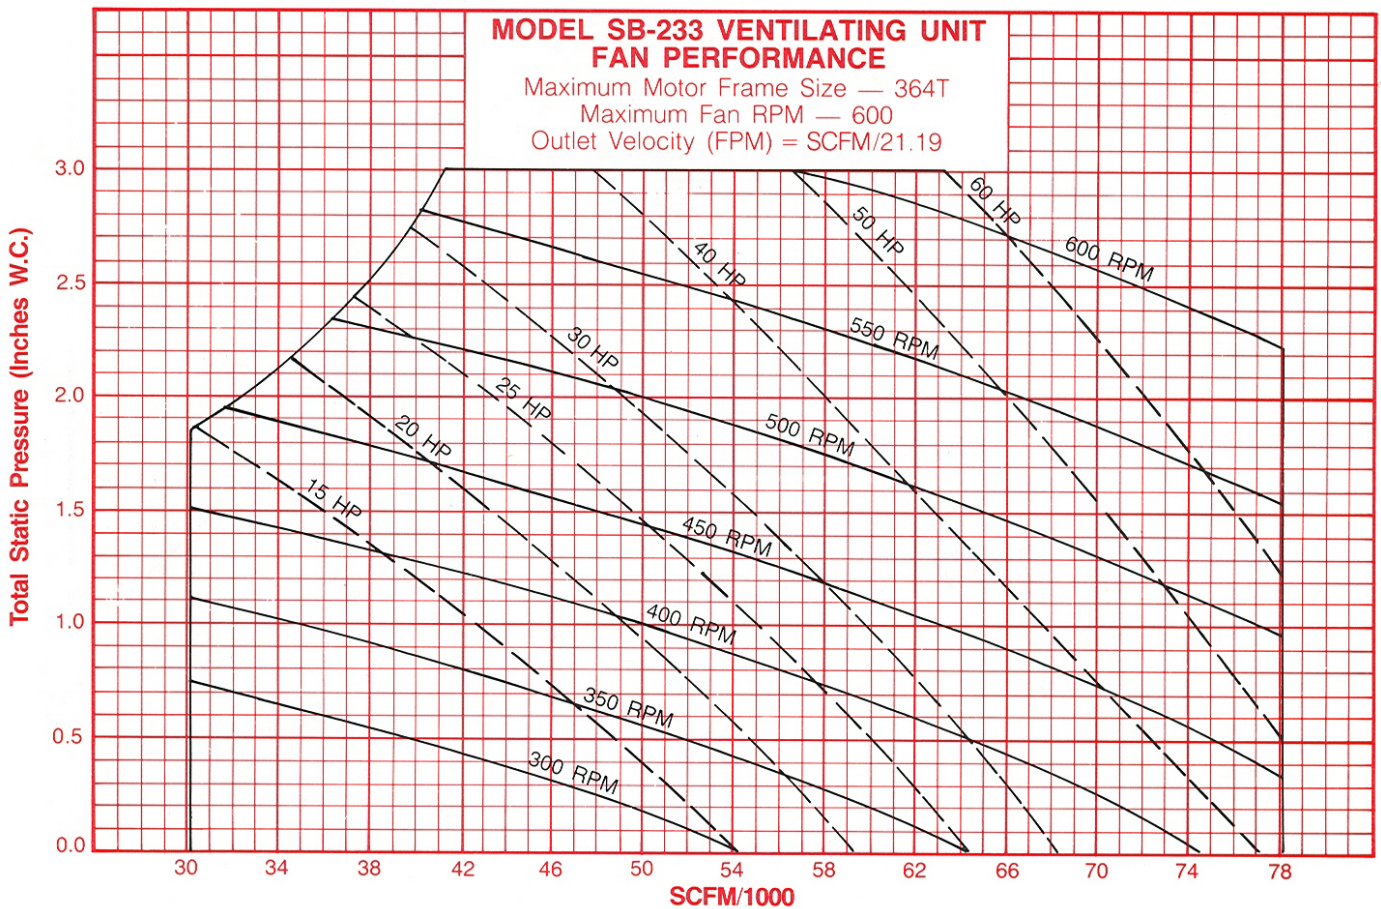 MODEL SB-233 VENTILATING UNIT
FAN PERFORMANCE
Maximum Motor Frame Size — 364T
Maximum Fan RPM — 600
Outlet Velocity (FPM) = SCFM/21.19
Total Static Pressure (Inches W.C.)
3.0
2.5
2.0
1.5
1.0
0.5
0.0
60 HP
50 HP
600 RPM
40 HP
550 RPM
30 HP
25 HP
500 RPM
20 HP
15 HP
450 RPM
400 RPM
350 RPM
300 RPM
30 34 38 42 46 50 54 58 62 66 70 74 78
SCFM/1000